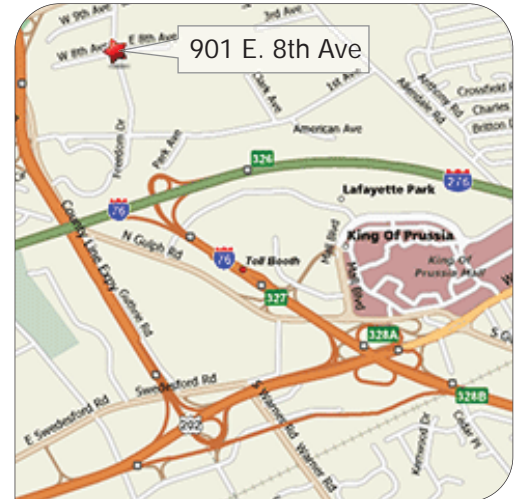 W 9th Ave
E 8th Ave
3rd Ave
W 8th Ave
901 E. 8th Ave
Clark Ave
1st Ave
Allendale Rd
Anthony Rd
Crossfield R
Charles
Britton D
American Ave
Freedom Dr
Park Ave
326
276
Lafayette Park
76
County Line Expy
N Gulph Rd
Mall Blvd
King Of Prussia
76
Toll Booth
King Of
Prussia Mall
Mall Blvd
Guthrie Rd
327
328A
S G
Swedesford Rd
328B
E Swedesford Rd
202
S Warner Rd
Warner Rd
Kenwood Dr
Cedar Pl